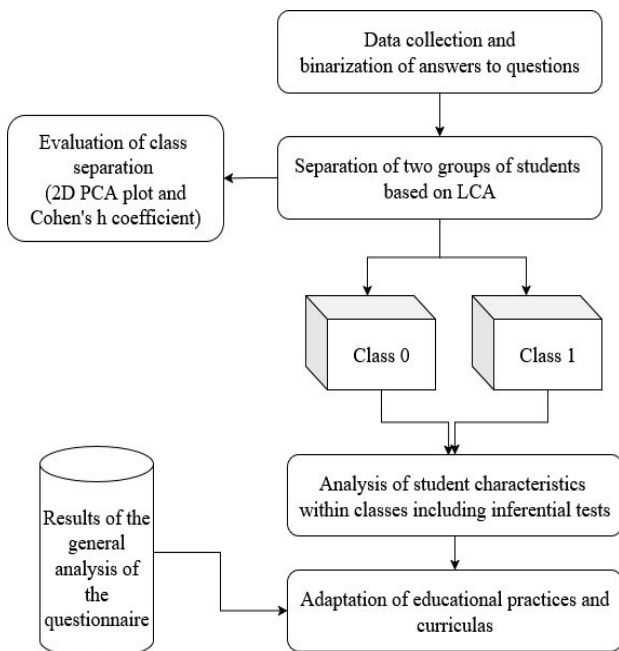 Data collection and
binarization of answers to questions
Evaluation of class
separation
(2D PCA plot and
Cohen's h coefficient)
Separation of two groups of students
based on LCA
Class 0
Class 1
Analysis of student characteristics
within classes including inferential tests
Results of the
general
analysis of
the
questionnaire
Adaptation of educational practices and
curriculas